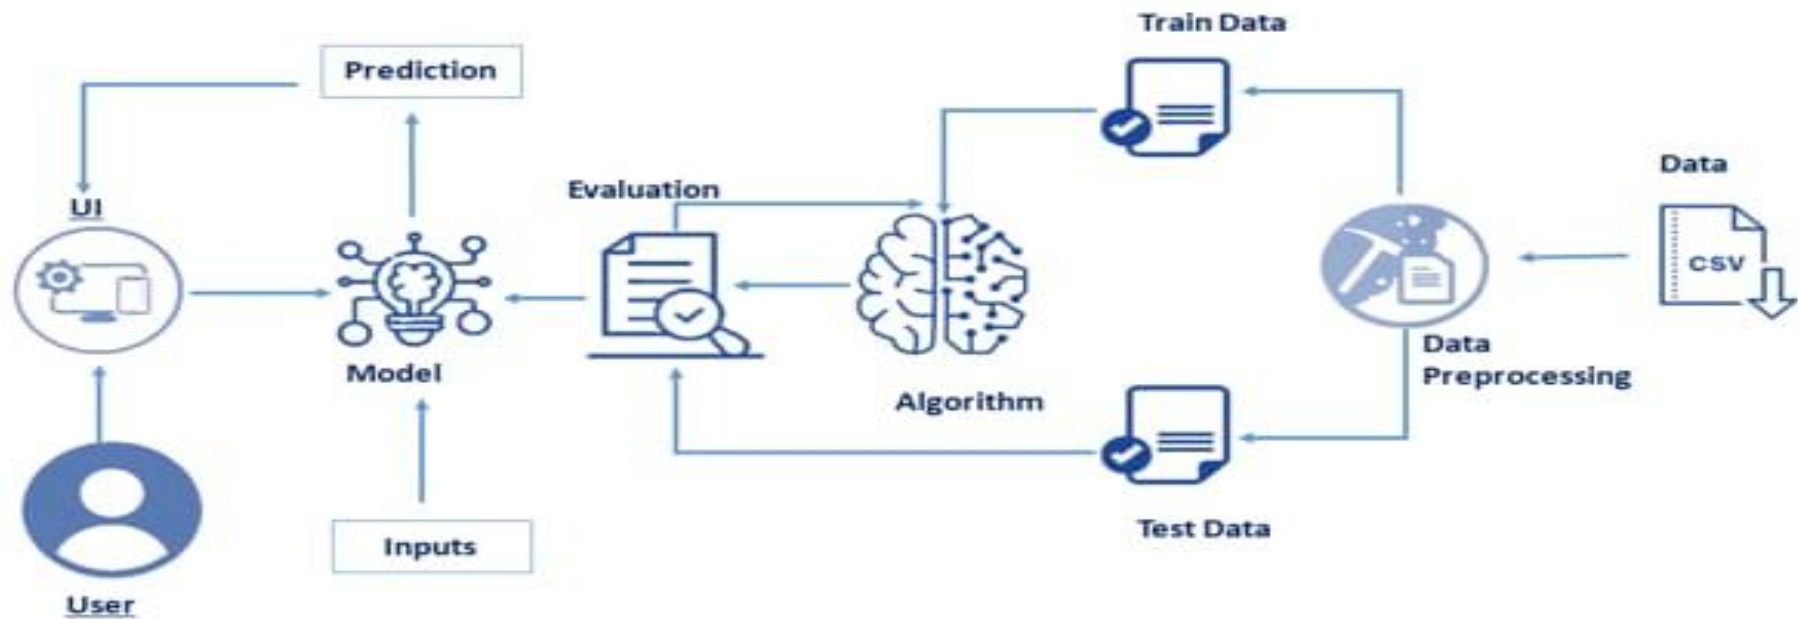 Train Data
Prediction
Data
Evaluation
UI
CSV
Data
Preprocessing
Model
Algorithm
Test Data
Inputs
User